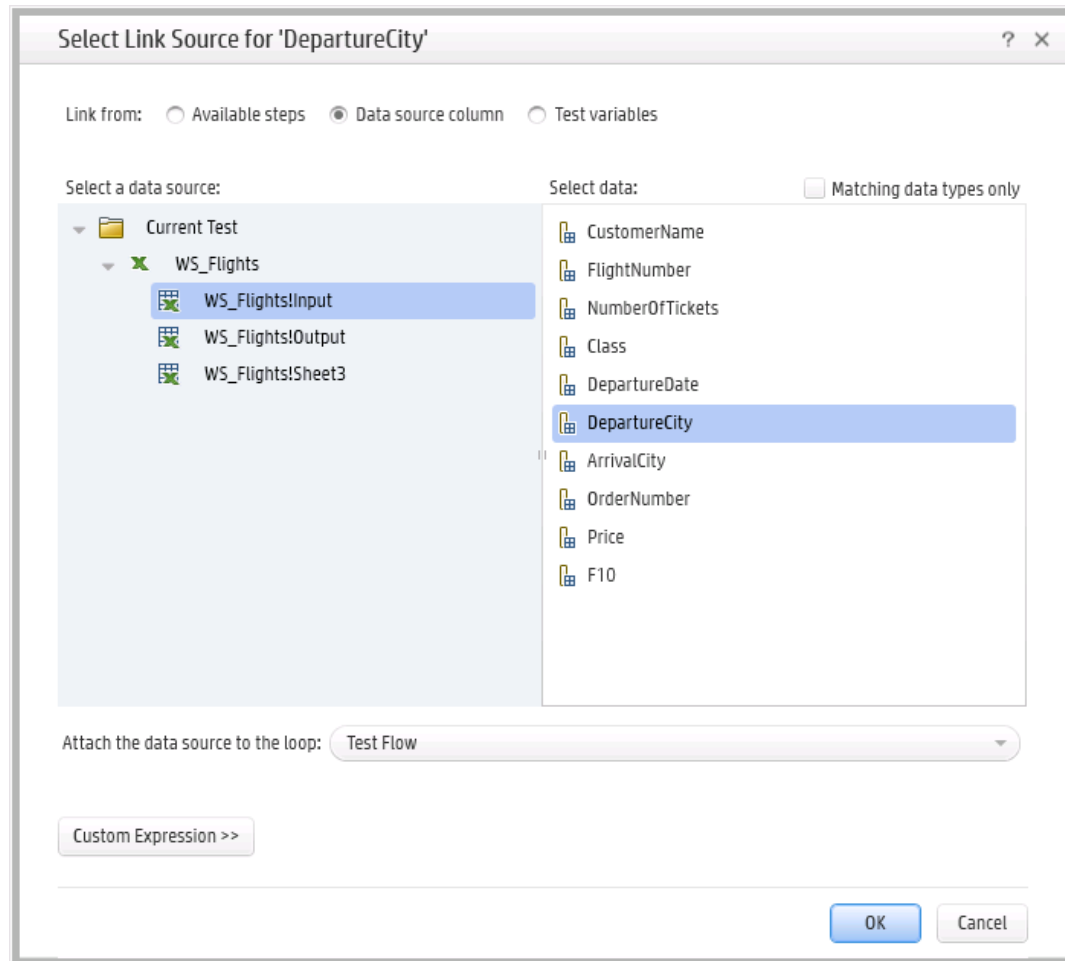 Select Link Source for 'DepartureCity'
Link from: Available steps Data source column Test variables
Select a data source:
Current Test
WS_Flights
WS_Flights!Input
WS_Flights!Output
WS_Flights!Sheet3
Select data: Matching data types only
CustomerName
FlightNumber
NumberOfTickets
Class
DepartureDate
DepartureCity
ArrivalCity
OrderNumber
Price
F10
Attach the data source to the loop: Test Flow
Custom Expression >>
OK Cancel